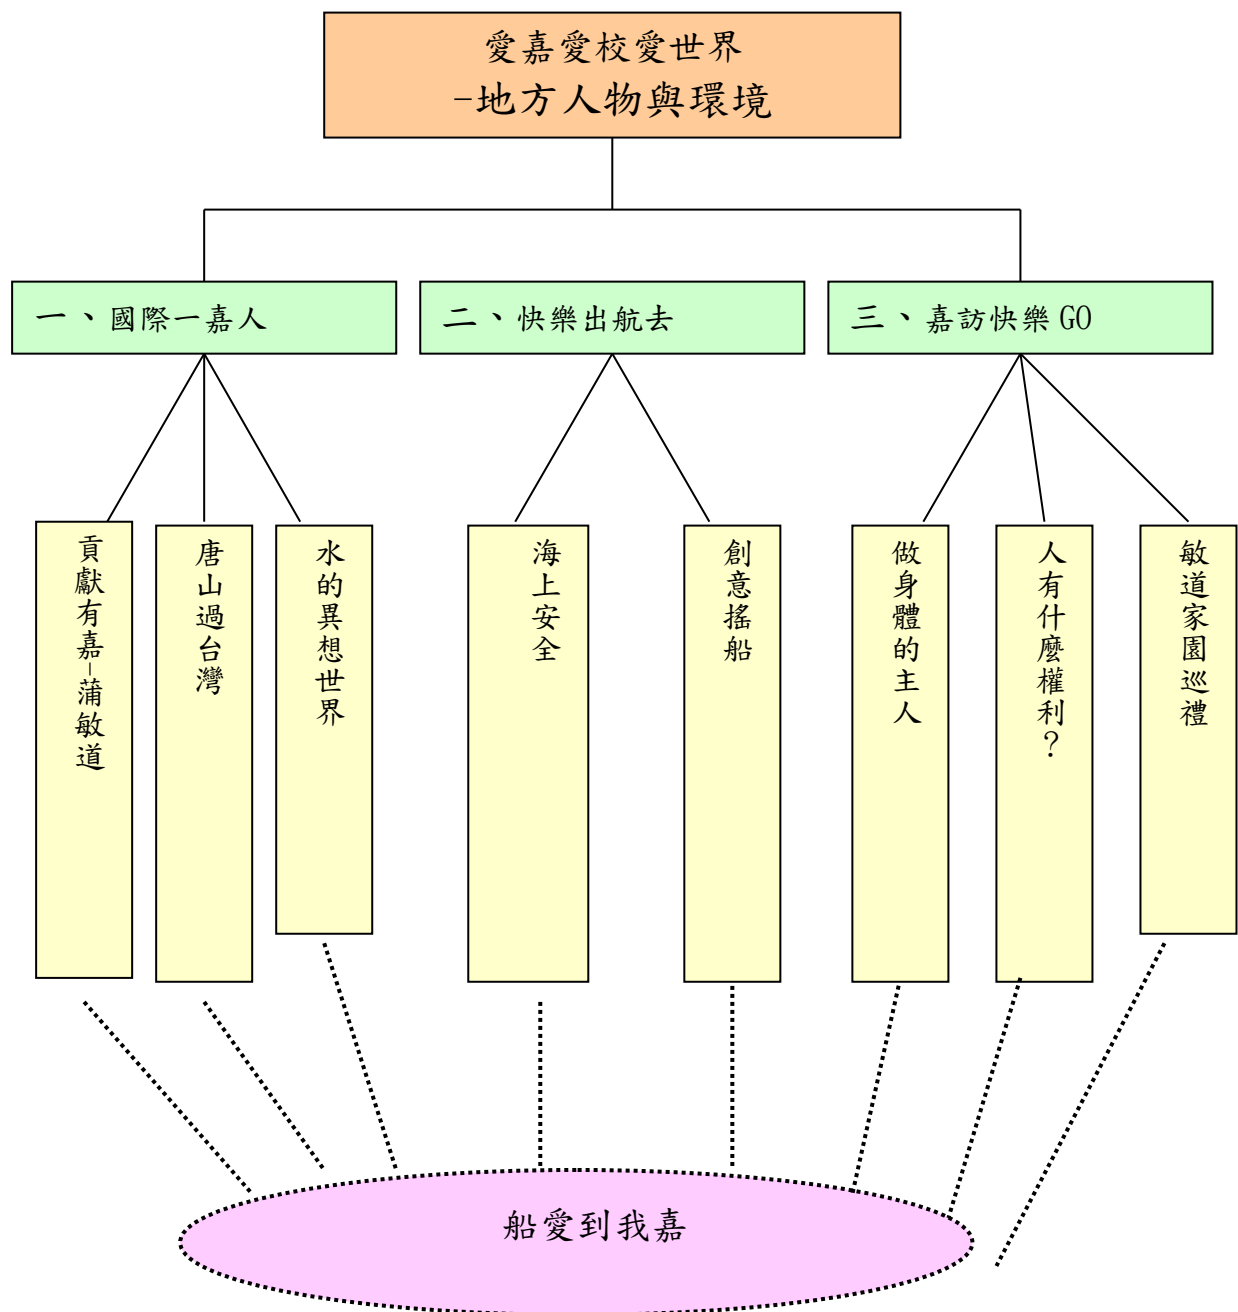 愛嘉愛校愛世界
-地方人物與環境
一、國際一嘉人
二、快樂出航去
三、嘉訪快樂 GO
貢獻有嘉-蒲敏道
唐山過台灣
水的異想世界
海上安全
創意搖船
做身體的主人
人有什麼權利?
敏道家園巡禮
船愛到我嘉